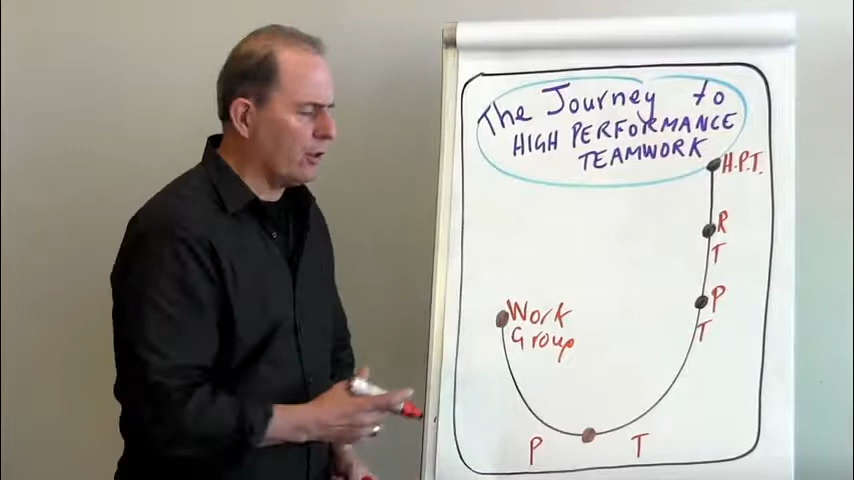 The Journey to
HIGH PERFORMANCE
TEAMWORK
H.P.T.
R
T
P
T
Work
Group
P T